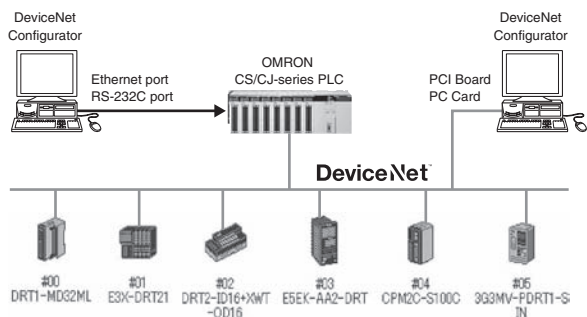 DeviceNet
Configurator
DeviceNet
Configurator
OMRON
CS/CJ-series PLC
Ethernet port
RS-232C port
PCI Board
PC Card
DeviceNet
#00
DRT1-MD32ML
#01
E3X-DRT21
#02
DRT2-ID16+XWT
-OD16
#03
E5EK-AA2-DRT
#04
CPM2C-S100C
#05
3G3MV-PDRT1-S
IN